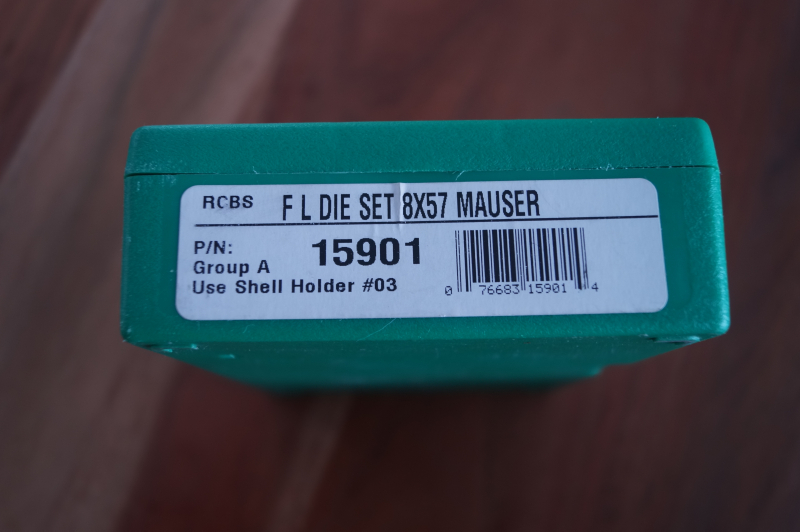 RCBS F L DIE SET 8X57 MAUSER
P/N: 15901
Group A
Use Shell Holder #03
0 76683 15901 4